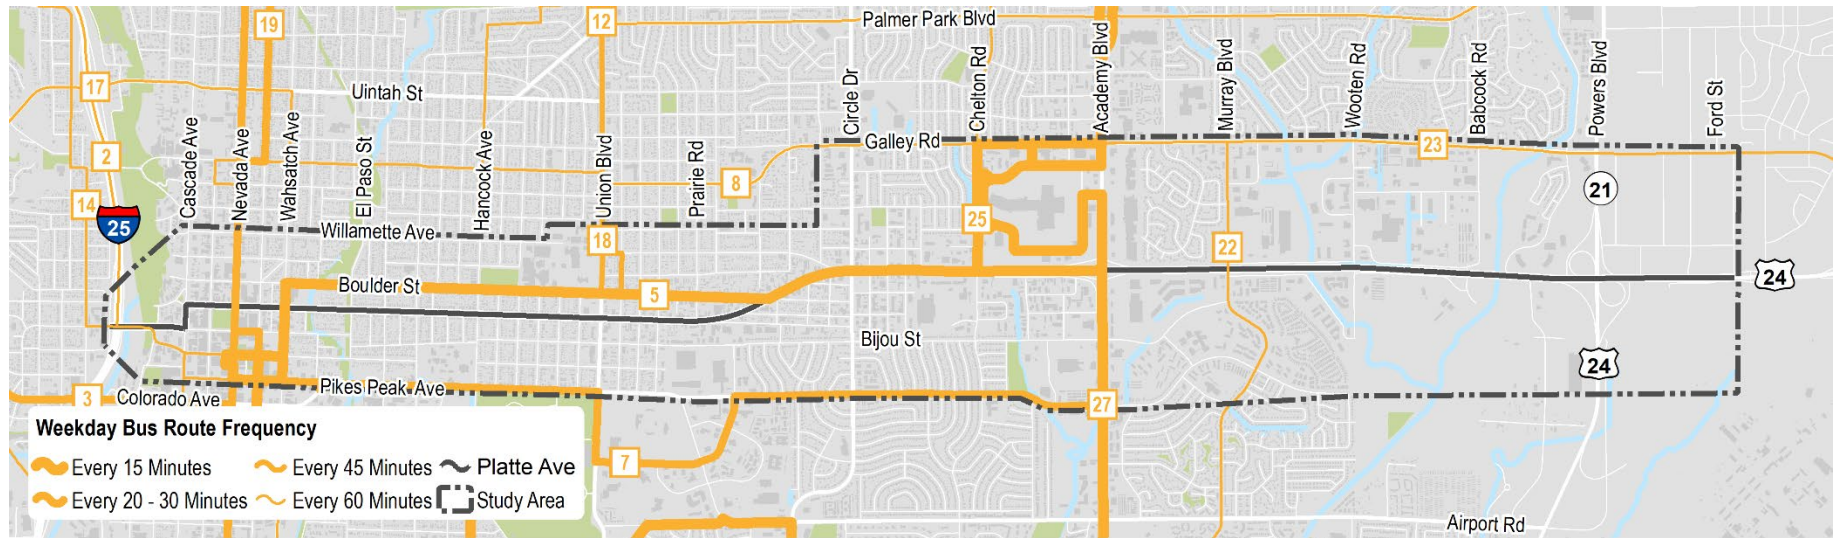 19
12
Palmer Park Blvd
17
Uintah St
2
14
25
Cascade Ave
Nevada Ave
Wahsatch Ave
El Paso St
Hancock Ave
Union Blvd
Prairie Rd
Circle Dr
Chelton Rd
Academy Blvd
Murray Blvd
Wooten Rd
Babcock Rd
Powers Blvd
Ford St
Galley Rd
23
8
21
Willamette Ave
18
25
22
24
Boulder St
5
Bijou St
24
Pikes Peak Ave
3
Colorado Ave
27
7
Airport Rd
Weekday Bus Route Frequency
Every 15 Minutes
Every 45 Minutes
Platte Ave
Every 20 - 30 Minutes
Every 60 Minutes
Study Area